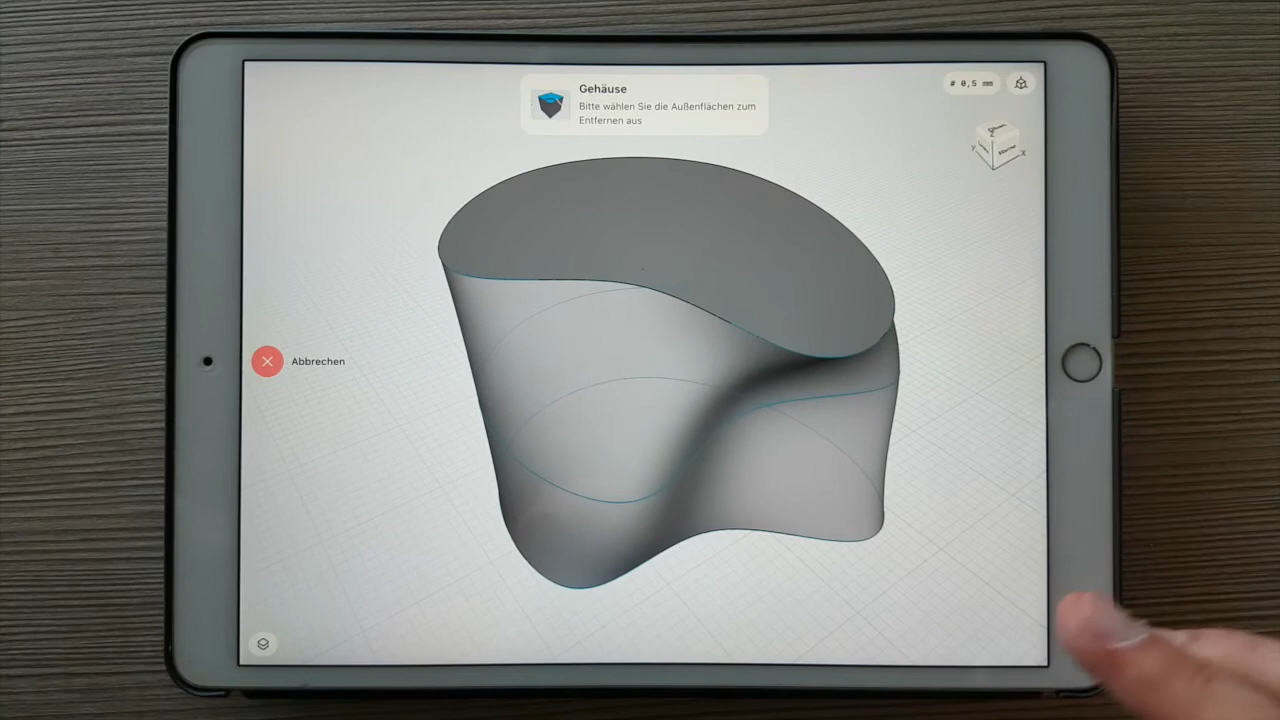 Gehäuse
Bitte wählen Sie die Außenflächen zum
Entfernen aus
# 0,5 mm
Z
Y
X
Abbrechen